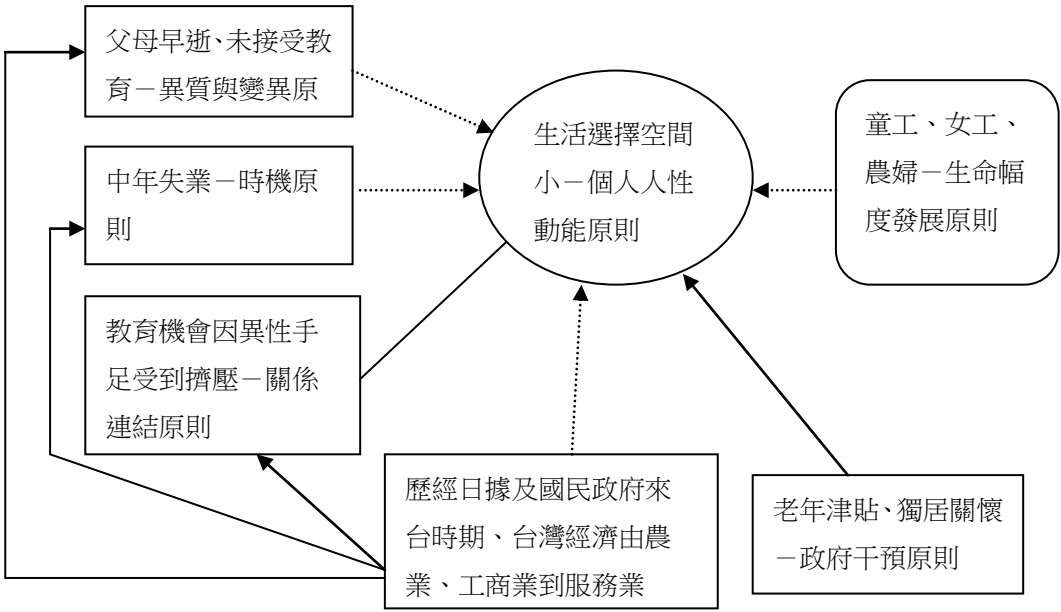 父母早逝、未接受教
育－異質與變異原
中年失業－時機原
則
教育機會因異性手
足受到擠壓－關係
連結原則
生活選擇空間
小－個人人性
動能原則
童工、女工、
農婦－生命幅
度發展原則
歷經日據及國民政府來
台時期、台灣經濟由農
業、工商業到服務業
老年津貼、獨居關懷
－政府干預原則